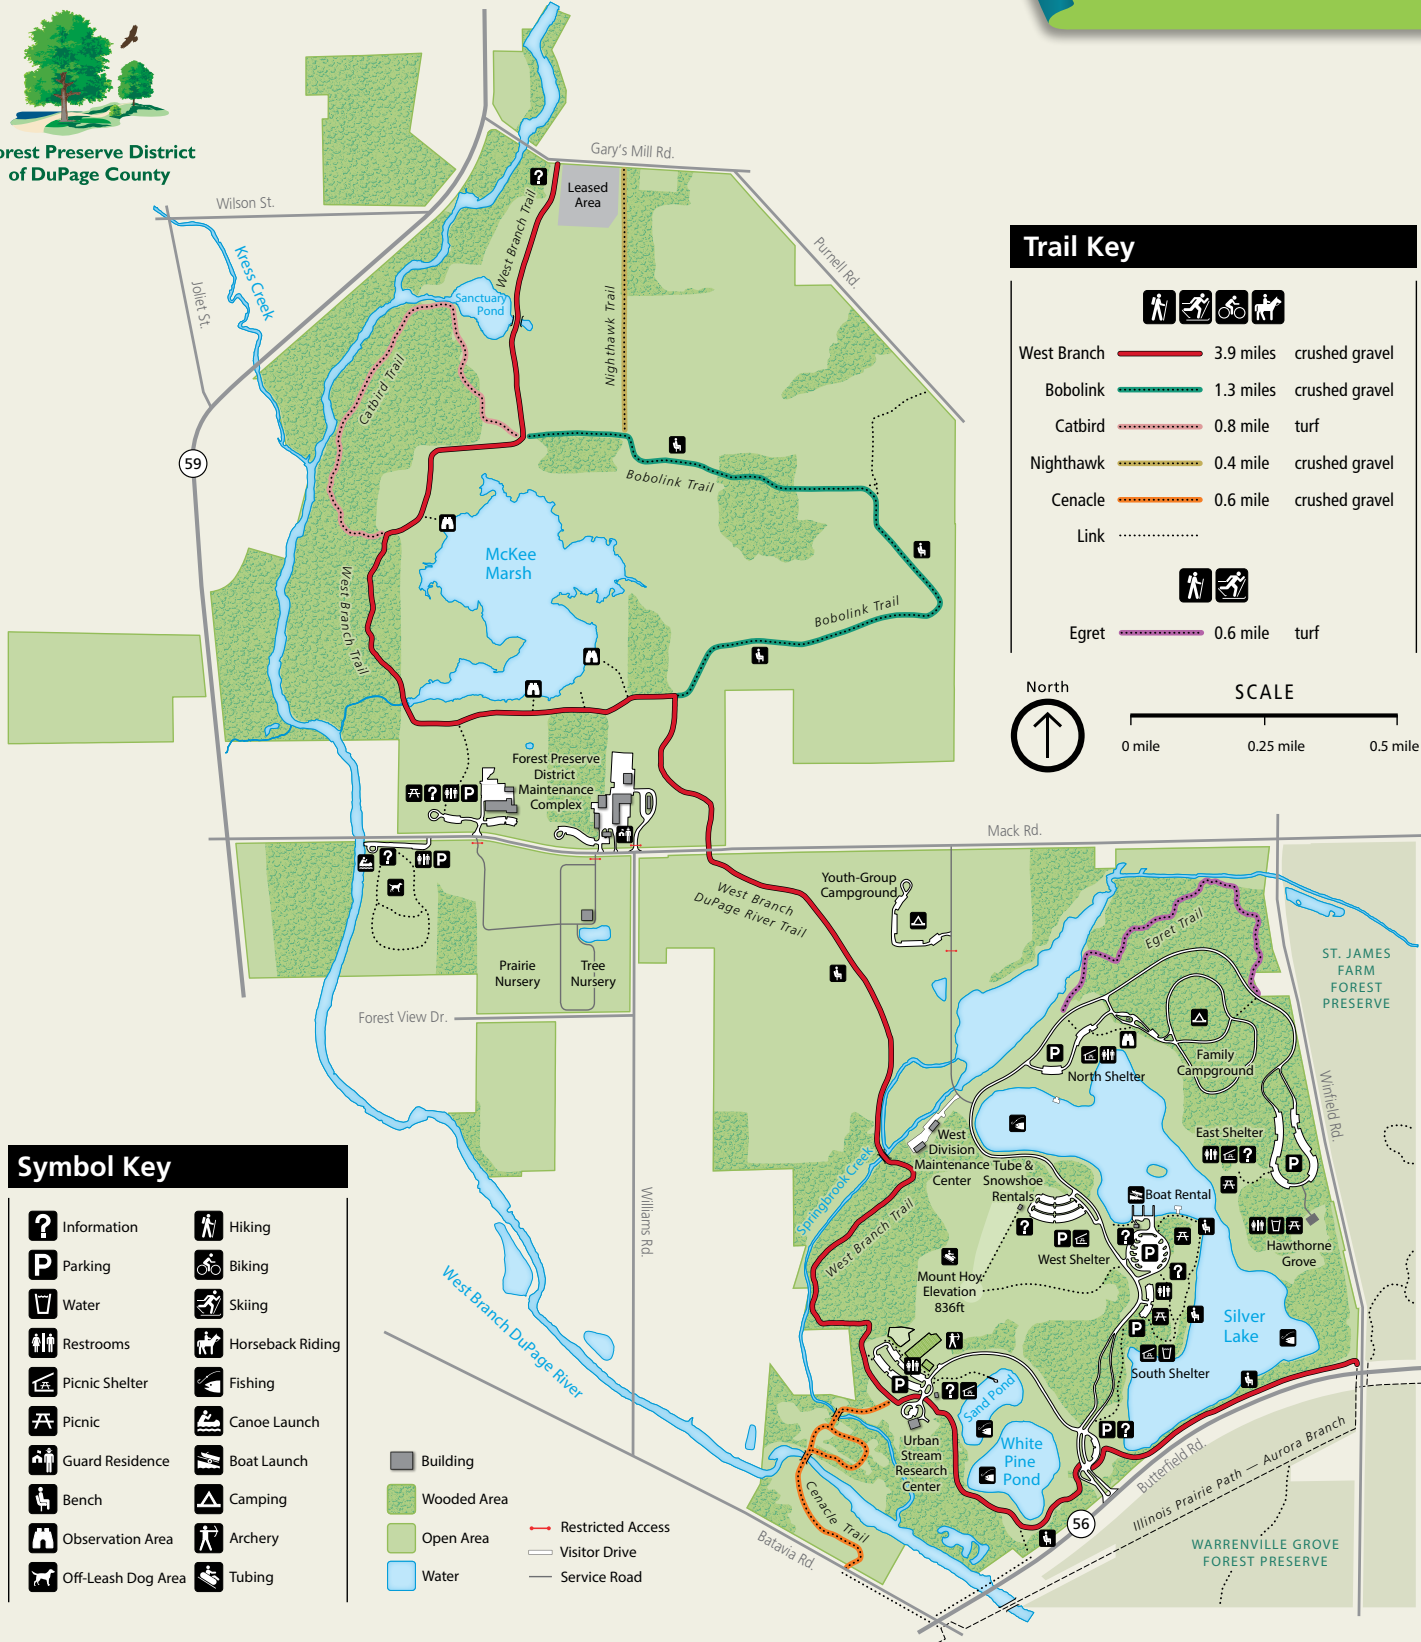 orest Preserve District
of DuPage County
Wilson St.
Joliet St.
Kress Creek
59
Gary's Mill Rd.
Leased
Area
Purnell Rd.
West Branch Trail
Sanctuary
Pond
Nighthawk Trail
Catbird Trail
Bobolink Trail
McKee
Marsh
West Branch Trail
Bobolink Trail
Trail Key
West Branch 3.9 miles crushed gravel
Bobolink 1.3 miles crushed gravel
Catbird 0.8 mile turf
Nighthawk 0.4 mile crushed gravel
Cenacle 0.6 mile crushed gravel
Link
Egret 0.6 mile turf
North
SCALE
0 mile 0.25 mile 0.5 mile
Forest Preserve
District
Maintenance
Complex
? P
Mack Rd.
? P
Youth-Group
Campground
West Branch
DuPage River Trail
Prairie
Nursery
Tree
Nursery
Forest View Dr.
Egret Trail
ST. JAMES
FARM
FOREST
PRESERVE
P
North Shelter
Family
Campground
Winfield Rd.
East Shelter
?
P
West
Division
Maintenance
Center
Tube &
Snowshoe
Rentals
Boat Rental
Springbrook Creek
West Branch Trail
?
P
West Shelter
? P
Hawthorne
Grove
Mount Hoy
Elevation
836ft
?
P
Silver
Lake
South Shelter
Williams Rd.
West Branch DuPage River
P ?
Sand Pond
White
Pine
Pond
Urban
Stream
Research
Center
P ?
Cenacle Trail
Batavia Rd.
56
Butterfield Rd.
Illinois Prairie Path — Aurora Branch
WARRENVILLE GROVE
FOREST PRESERVE
Symbol Key
? Information
P Parking
Water
Restrooms
Picnic Shelter
Picnic
Guard Residence
Bench
Observation Area
Off-Leash Dog Area
Hiking
Biking
Skiing
Horseback Riding
Fishing
Canoe Launch
Boat Launch
Camping
Archery
Tubing
Building
Wooded Area
Open Area
Water
Restricted Access
Visitor Drive
Service Road